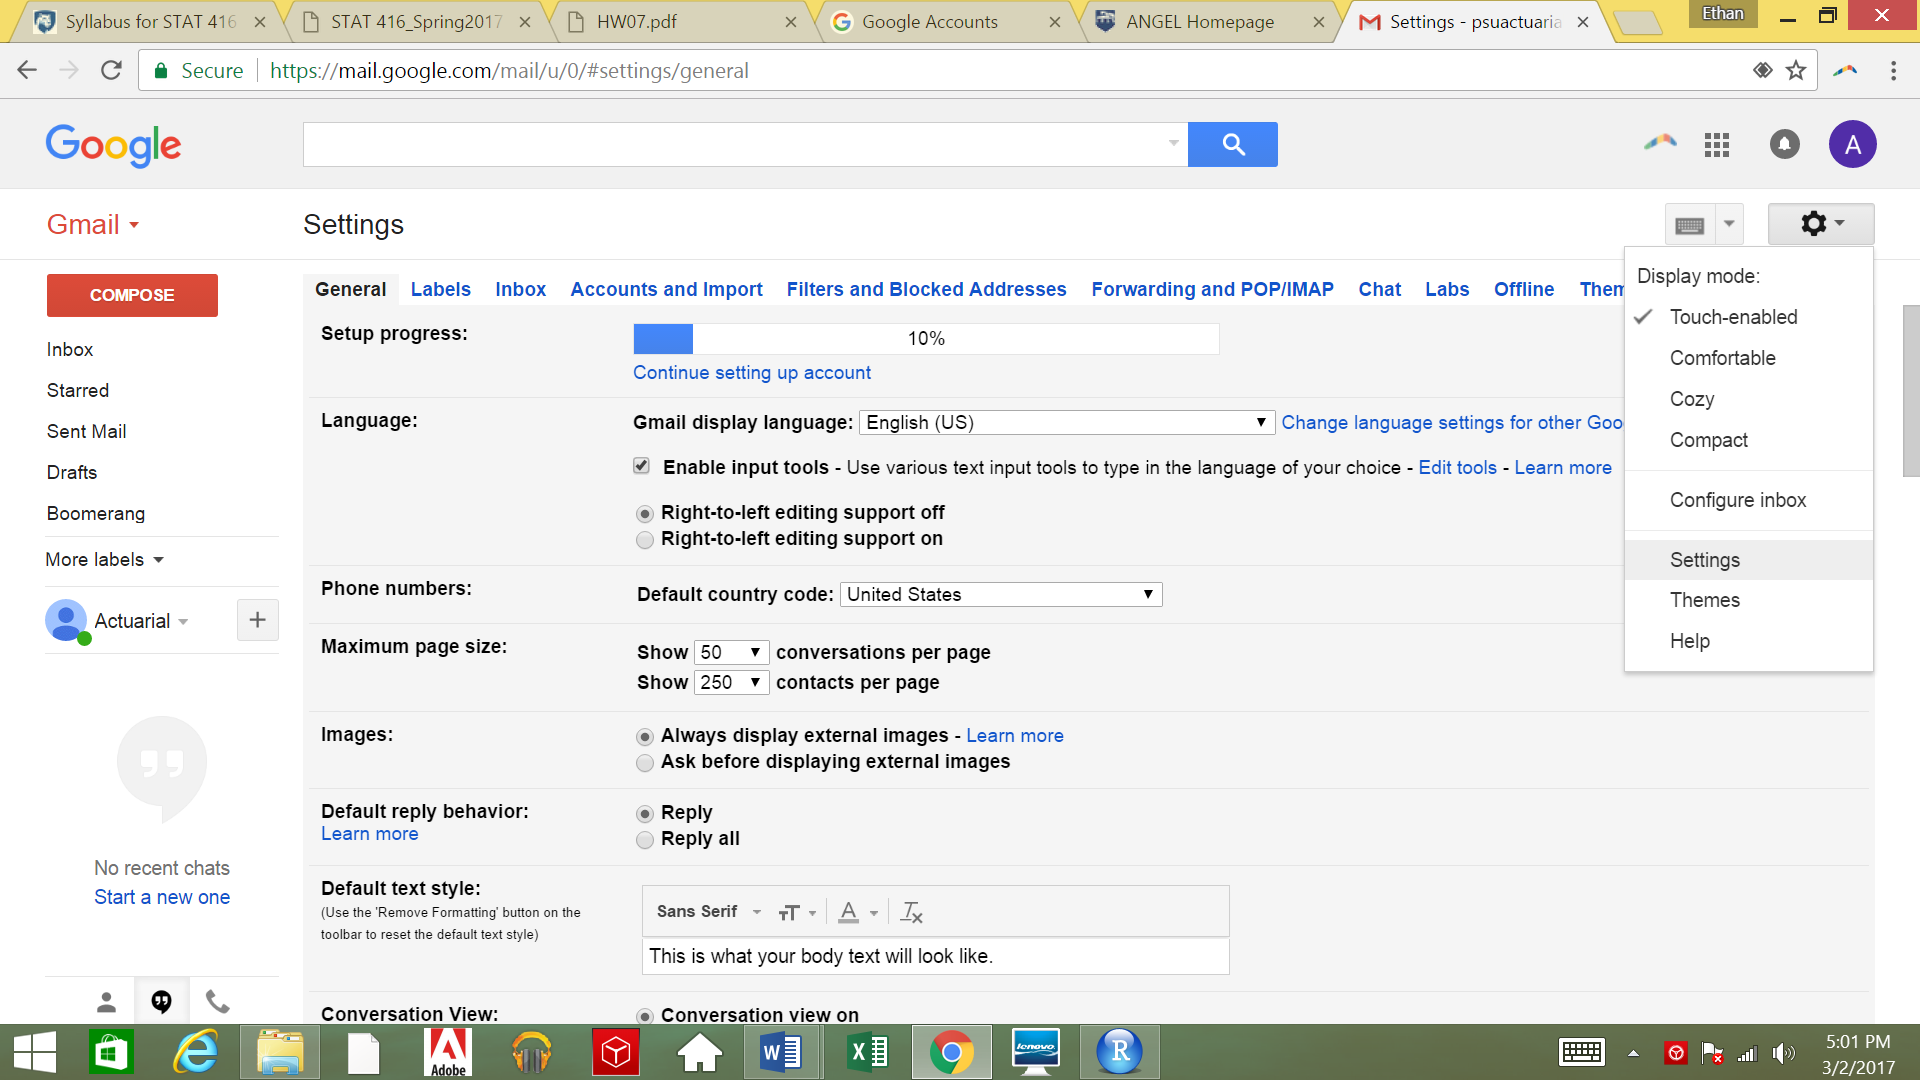 Syllabus for STAT 416
STAT 416_Spring2017
HW07.pdf
Google Accounts
ANGEL Homepage
Settings - psuactuaria
Ethan
Secure
https://mail.google.com/mail/u/0/#settings/general
Google
A
Gmail
Settings
COMPOSE
Inbox
Starred
Sent Mail
Drafts
Boomerang
More labels
Actuarial
No recent chats
Start a new one
General Labels Inbox Accounts and Import Filters and Blocked Addresses Forwarding and POP/IMAP Chat Labs Offline Them
Setup progress:
10%
Continue setting up account
Language:
Gmail display language: English (US) Change language settings for other Goo
Enable input tools - Use various text input tools to type in the language of your choice - Edit tools - Learn more
Right-to-left editing support off
Right-to-left editing support on
Phone numbers:
Default country code: United States
Maximum page size:
Show 50 conversations per page
Show 250 contacts per page
Images:
Always display external images - Learn more
Ask before displaying external images
Default reply behavior:
Learn more
Reply
Reply all
Default text style:
(Use the 'Remove Formatting' button on the
toolbar to reset the default text style)
Sans Serif
This is what your body text will look like.
Conversation View:
Conversation view on
Display mode:
Touch-enabled
Comfortable
Cozy
Compact
Configure inbox
Settings
Themes
Help
Adobe
lenovo
R
5:01 PM
3/2/2017